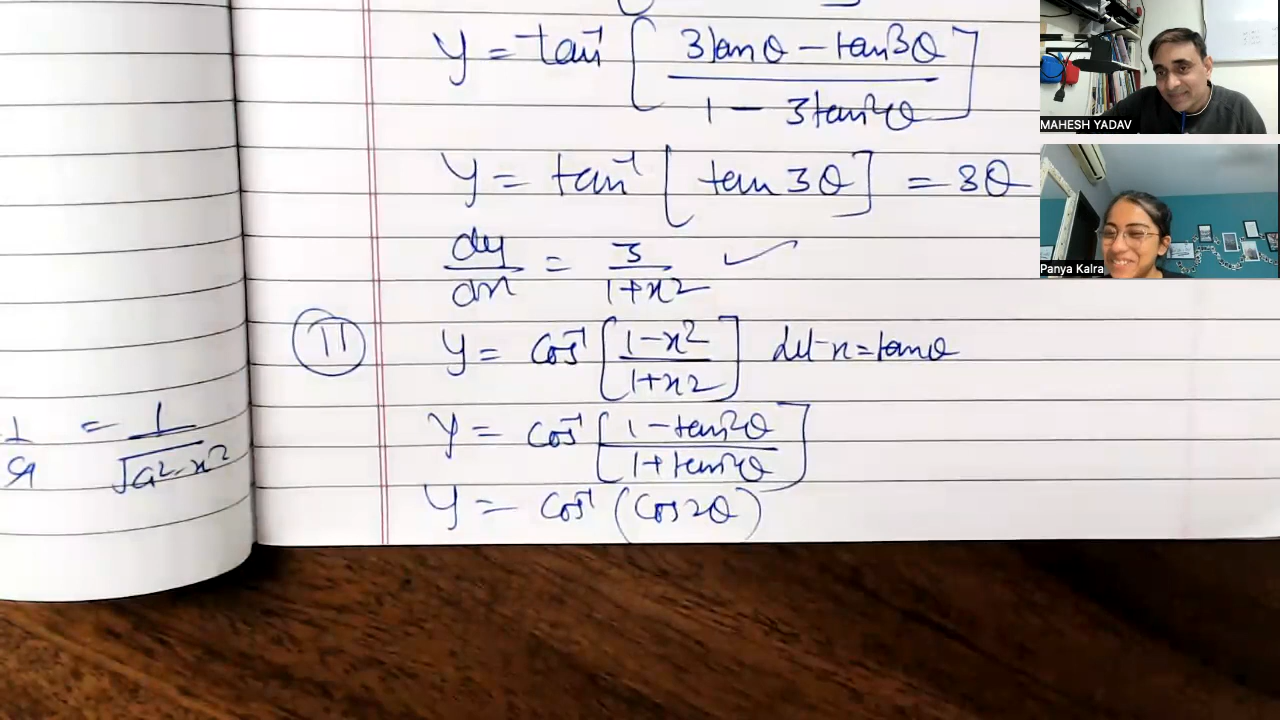 y = tan⁻¹ [ (3tanθ − tan³θ) / (1 − 3tan²θ) ]
y = tan⁻¹ [ tan 3θ ] = 3θ
dy/dx = 3/(1+x²) ✓
11 y = cos⁻¹ [ (1−x²)/(1+x²) ] let x = tanθ
y = cos⁻¹ [ (1−tan²θ)/(1+tan²θ) ]
y = cos⁻¹ (cos2θ)
= 1/√(a²−x²)
MAHESH YADAV
Panya Kalra